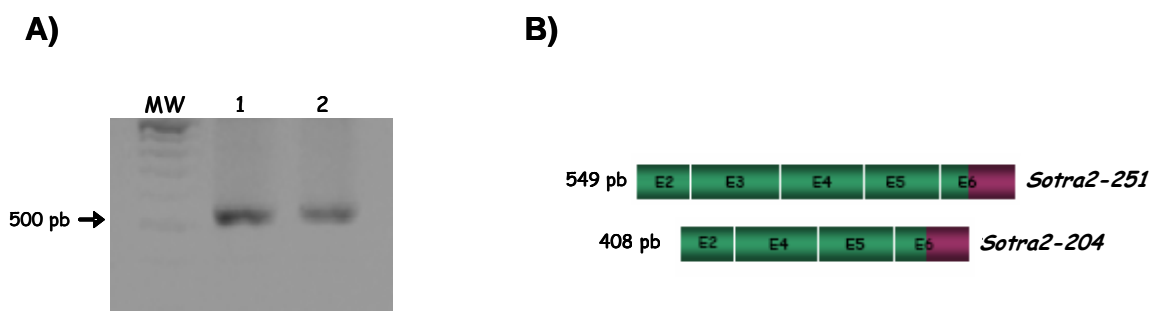 A)
B)
MW 1 2
500 pb
549 pb E2 E3 E4 E5 E6 Sotra2-251
408 pb E2 E4 E5 E6 Sotra2-204